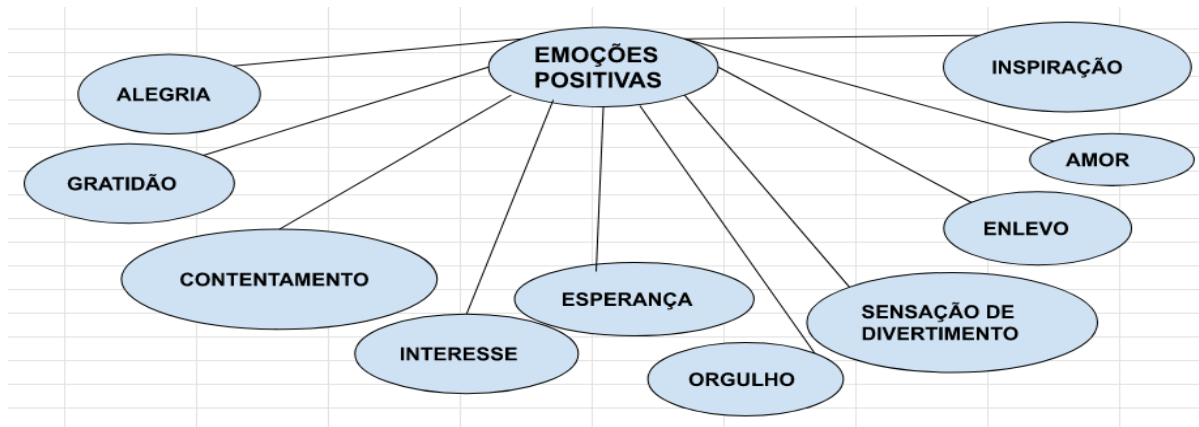 EMOÇÕES
POSITIVAS
INSPIRAÇÃO
ALEGRIA
AMOR
GRATIDÃO
ENLEVO
CONTENTAMENTO
ESPERANÇA
SENSAÇÃO DE
DIVERTIMENTO
INTERESSE
ORGULHO